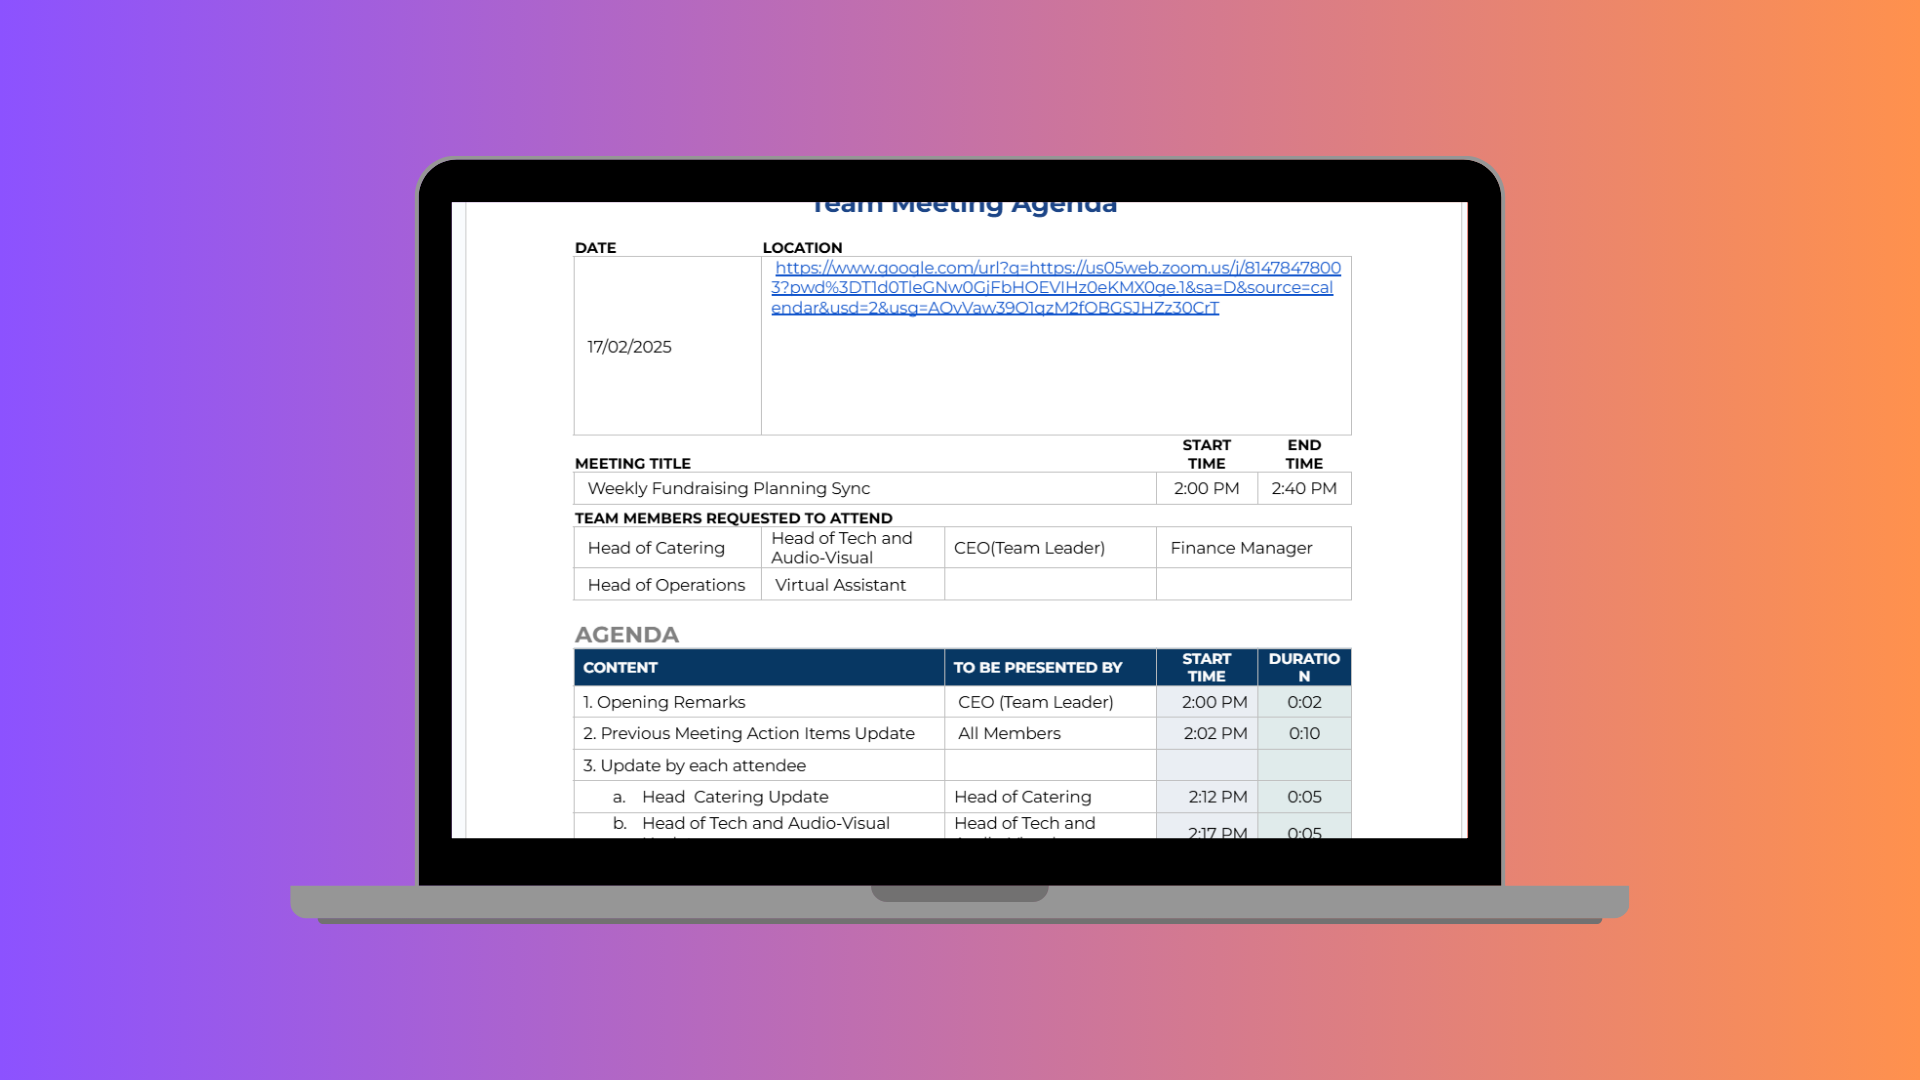 Team Meeting Agenda
DATE LOCATION
https://www.google.com/url?q=https://us05web.zoom.us/j/8147847800
3?pwd%3DT1d0TleGNw0GjFbHOEVIHz0eKMX0qe.1&sa=D&source=cal
endar&usd=2&usg=AOvVaw39O1qzM2fOBGSJHZz30CrT
17/02/2025
START END
MEETING TITLE TIME TIME
Weekly Fundraising Planning Sync 2:00 PM 2:40 PM
TEAM MEMBERS REQUESTED TO ATTEND
Head of Catering Head of Tech and CEO(Team Leader) Finance Manager
Audio-Visual
Head of Operations Virtual Assistant
AGENDA
CONTENT TO BE PRESENTED BY START DURATIO
TIME N
1. Opening Remarks CEO (Team Leader) 2:00 PM 0:02
2. Previous Meeting Action Items Update All Members 2:02 PM 0:10
3. Update by each attendee
a. Head Catering Update Head of Catering 2:12 PM 0:05
b. Head of Tech and Audio-Visual Head of Tech and
2:17 PM 0:05